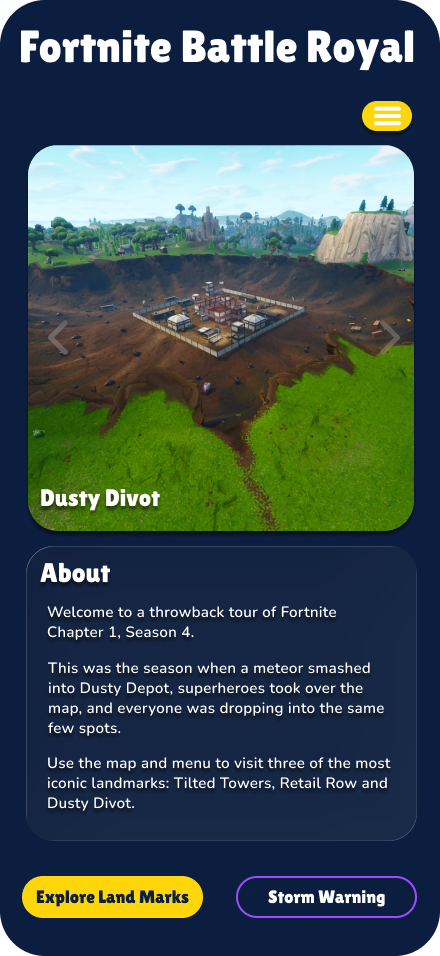 Fortnite Battle Royal
Dusty Divot
About
Welcome to a throwback tour of Fortnite
Chapter 1, Season 4.
This was the season when a meteor smashed
into Dusty Depot, superheroes took over the
map, and everyone was dropping into the same
few spots.
Use the map and menu to visit three of the most
iconic landmarks: Tilted Towers, Retail Row and
Dusty Divot.
Explore Land Marks
Storm Warning